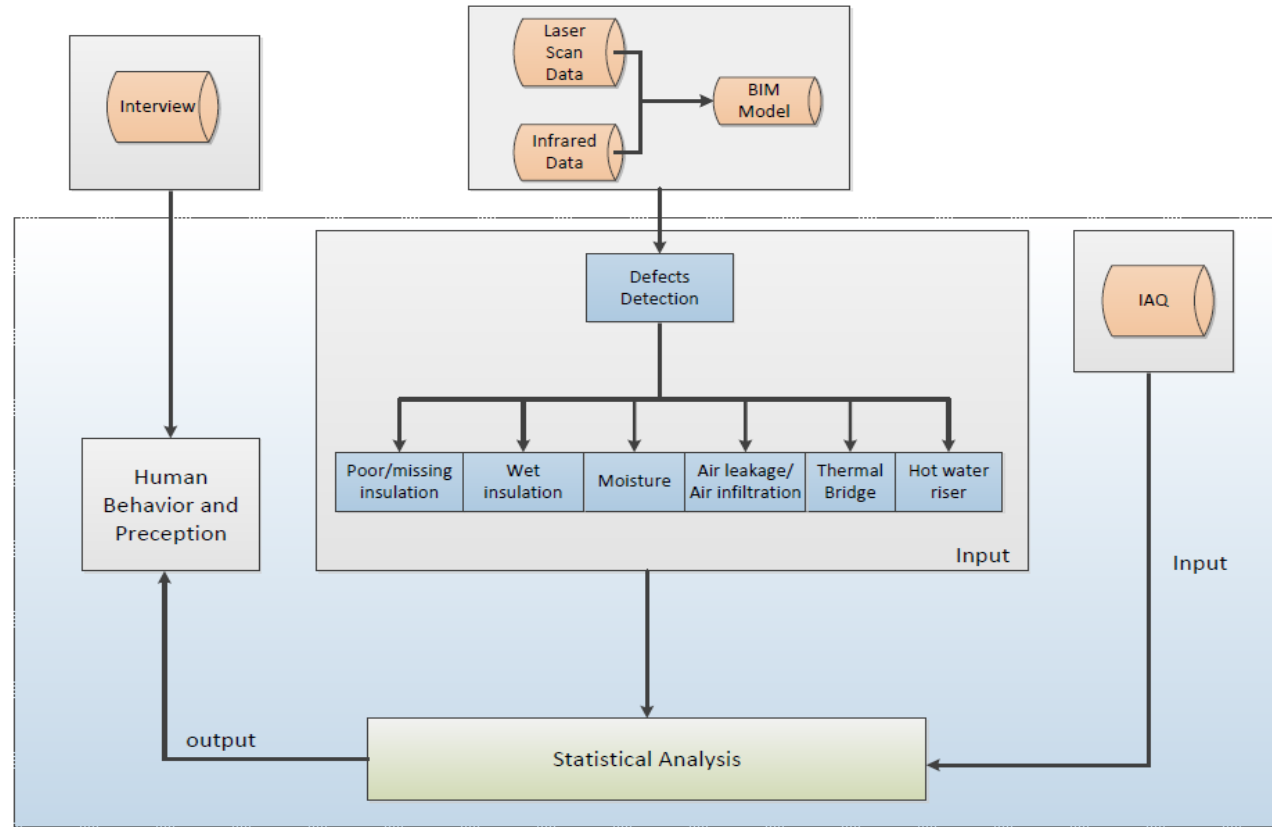 Laser
Scan
Data
BIM
Model
Interview
Infrared
Data
Defects
Detection
IAQ
Poor/missing
insulation
Wet
insulation
Moisture
Air leakage/
Air infiltration
Thermal
Bridge
Hot water
riser
Human
Behavior and
Preception
Input
Input
output
Statistical Analysis